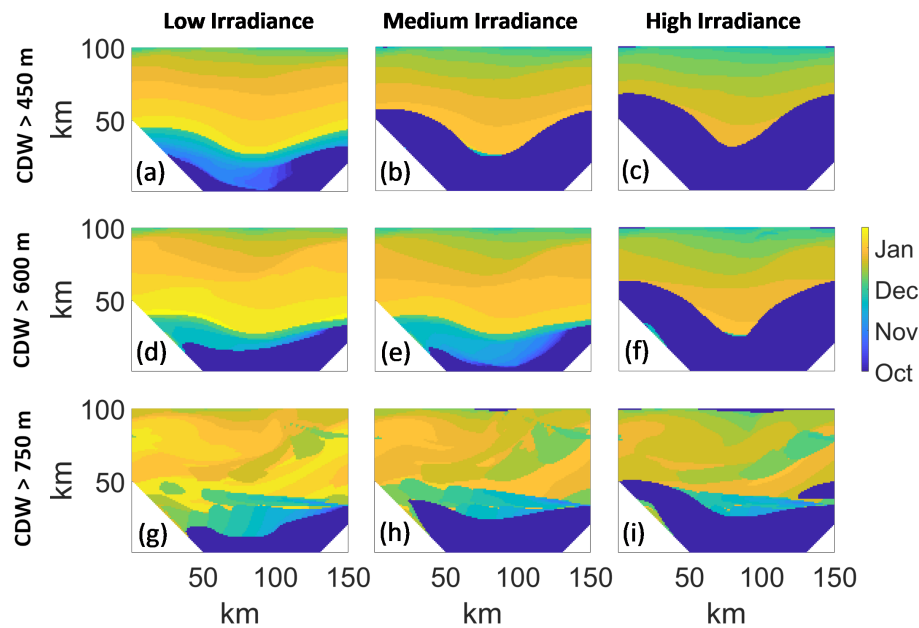 Low Irradiance Medium Irradiance High Irradiance
CDW > 450 m
km
100
50
(a) (b) (c)
CDW > 600 m
km
100
50
(d) (e) (f)
Jan
Dec
Nov
Oct
CDW > 750 m
km
100
50
(g) (h) (i)
50 100 150 50 100 150 50 100 150
km km km